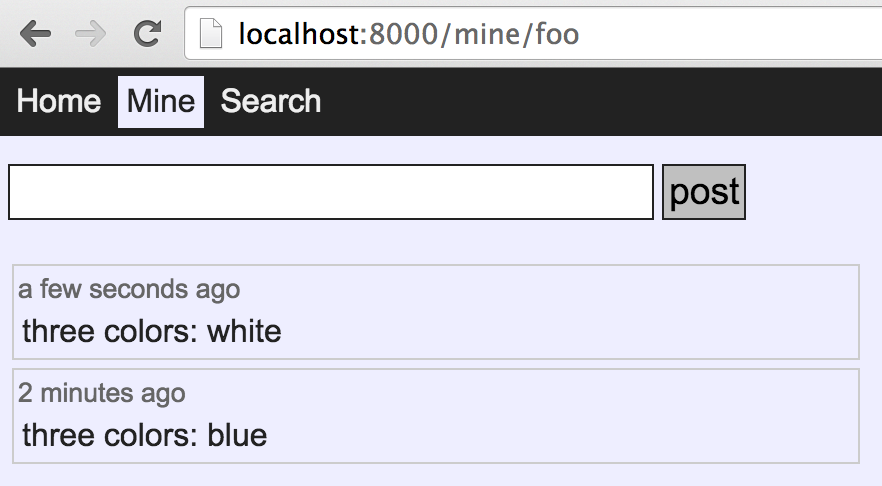 localhost:8000/mine/foo
Home Mine Search
post
a few seconds ago
three colors: white
2 minutes ago
three colors: blue